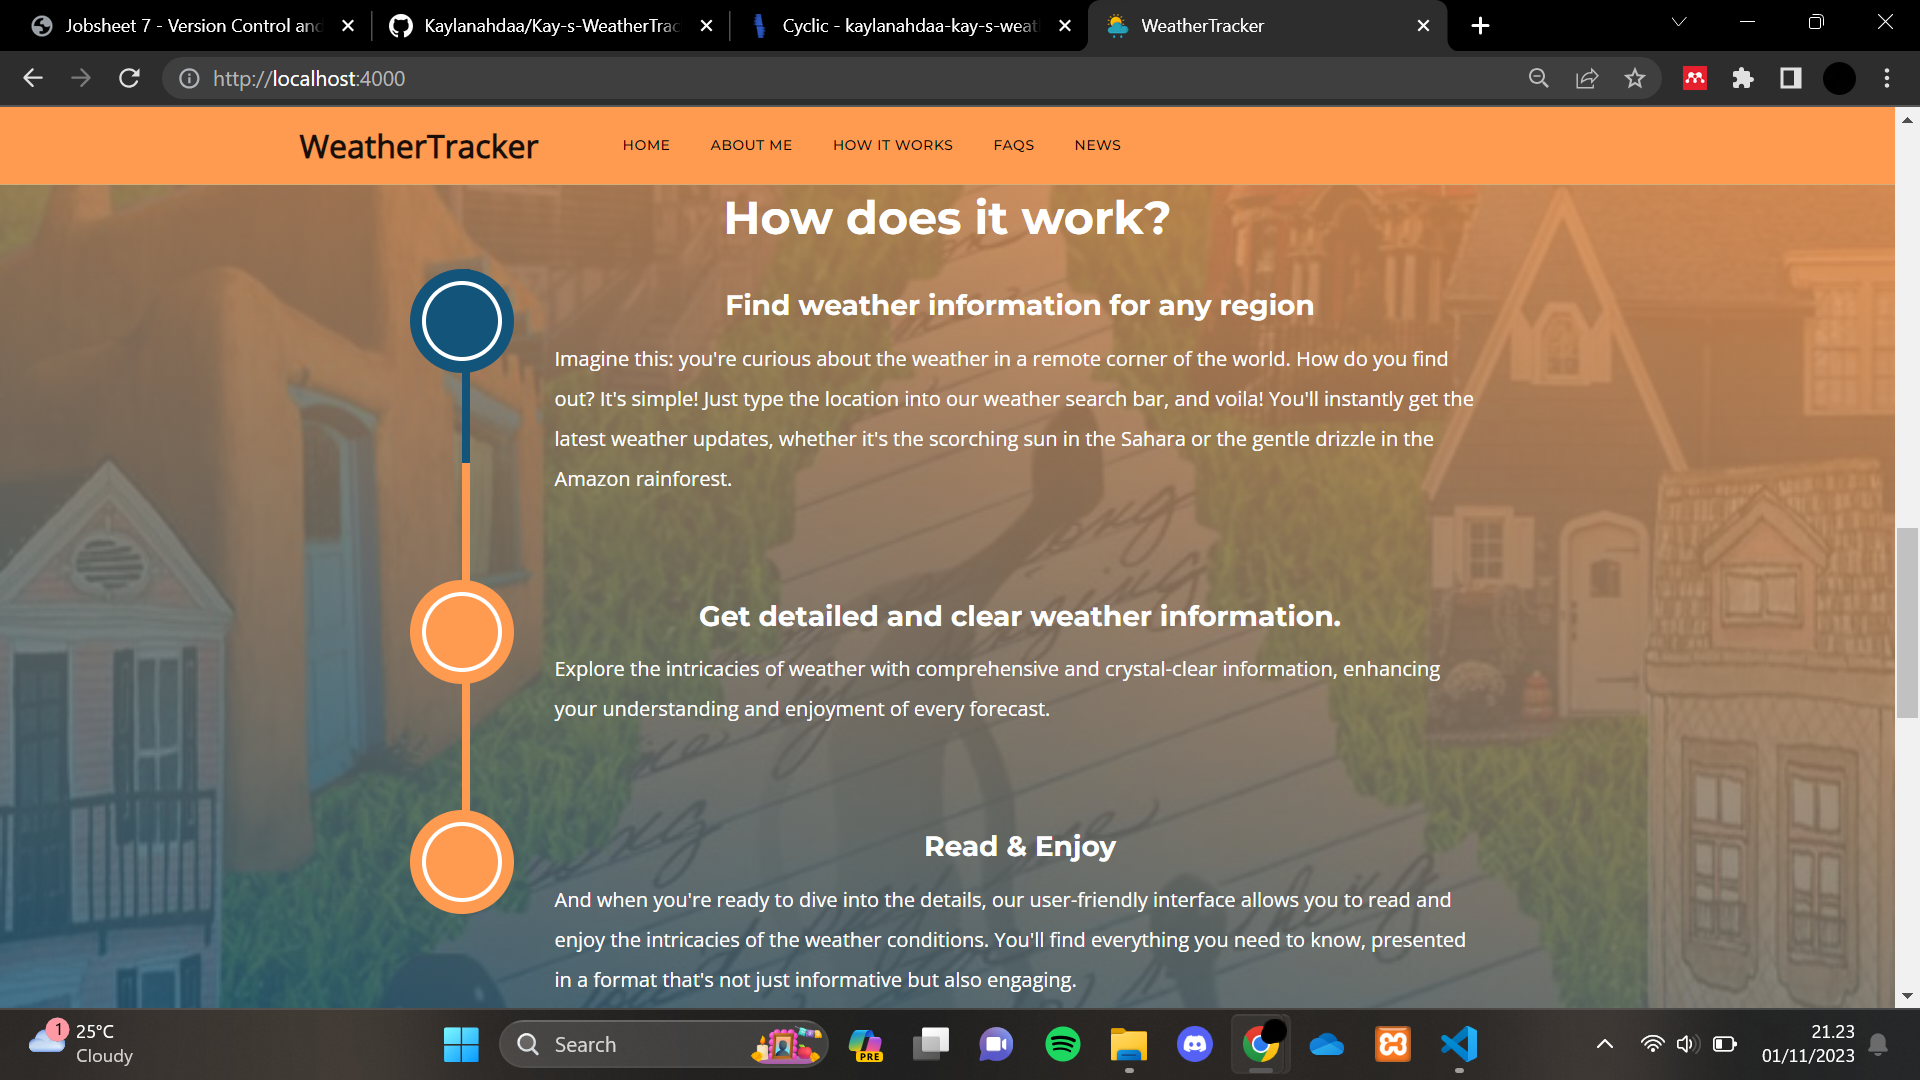 Jobsheet 7 - Version Control and
Kaylanahdaa/Kay-s-WeatherTrac
Cyclic - kaylanahdaa-kay-s-weat
WeatherTracker
http://localhost:4000
WeatherTracker
HOME
ABOUT ME
HOW IT WORKS
FAQS
NEWS
How does it work?
Find weather information for any region
Imagine this: you're curious about the weather in a remote corner of the world. How do you find
out? It's simple! Just type the location into our weather search bar, and voila! You'll instantly get the
latest weather updates, whether it's the scorching sun in the Sahara or the gentle drizzle in the
Amazon rainforest.
Get detailed and clear weather information.
Explore the intricacies of weather with comprehensive and crystal-clear information, enhancing
your understanding and enjoyment of every forecast.
Read & Enjoy
And when you're ready to dive into the details, our user-friendly interface allows you to read and
enjoy the intricacies of the weather conditions. You'll find everything you need to know, presented
in a format that's not just informative but also engaging.
1
25°C
Cloudy
Search
PRE
21.23
01/11/2023